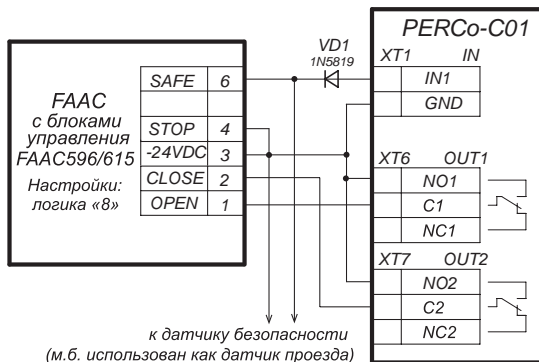 PERCo-C01
VD1
1N5819
XT1 IN
IN1
GND
FAAC
с блоками
управления
FAAC596/615
Настройки:
логика «8»
SAFE 6
STOP 4
-24VDC 3
CLOSE 2
OPEN 1
XT6 OUT1
NO1
C1
NC1
XT7 OUT2
NO2
C2
NC2
к датчику безопасности
(м.б. использован как датчик проезда)